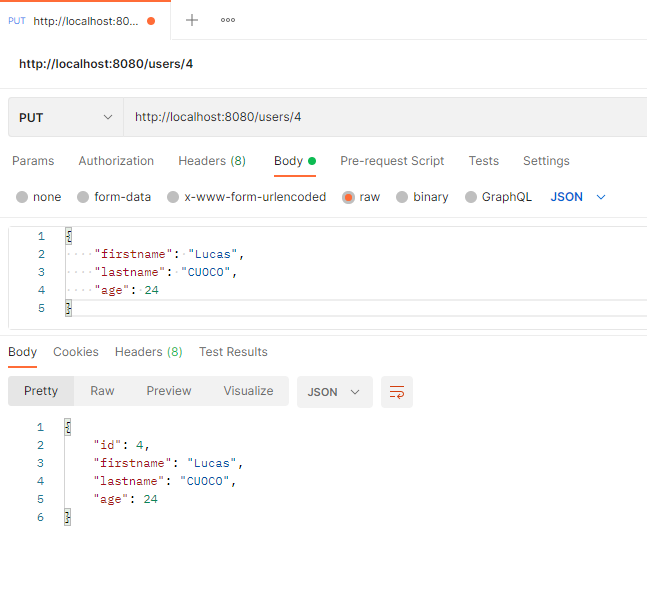 PUT http://localhost:80...
http://localhost:8080/users/4
PUT http://localhost:8080/users/4
Params Authorization Headers (8) Body Pre-request Script Tests Settings
none form-data x-www-form-urlencoded raw binary GraphQL JSON
1 {
2 "firstname": "Lucas",
3 "lastname": "CUOCO",
4 "age": 24
5 }
Body Cookies Headers (8) Test Results
Pretty Raw Preview Visualize JSON
1 {
2 "id": 4,
3 "firstname": "Lucas",
4 "lastname": "CUOCO",
5 "age": 24
6 }